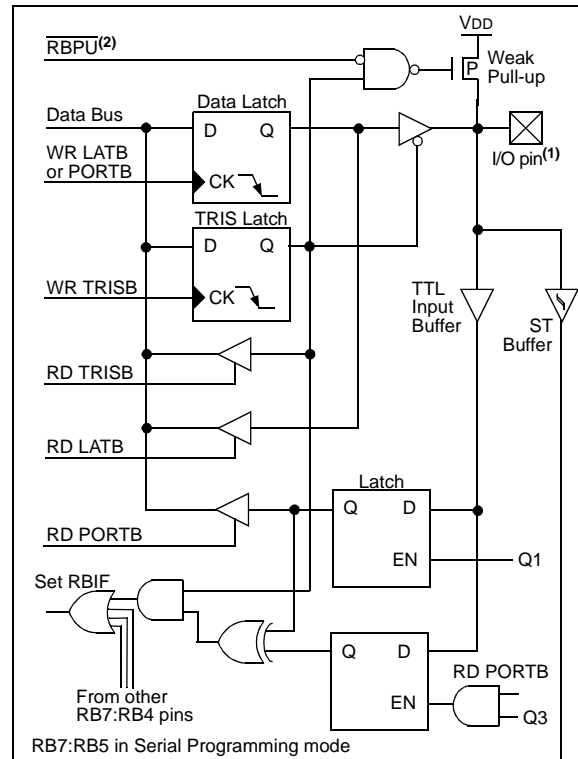 VDD
RBPU(2)
P
Weak
Pull-up
Data Bus
Data Latch
D
Q
WR LATB
or PORTB
CK
I/O pin(1)
TRIS Latch
D
Q
WR TRISB
CK
TTL
Input
Buffer
ST
Buffer
RD TRISB
RD LATB
Latch
Q
D
RD PORTB
EN
Q1
Set RBIF
Q
D
RD PORTB
EN
Q3
From other
RB7:RB4 pins
RB7:RB5 in Serial Programming mode